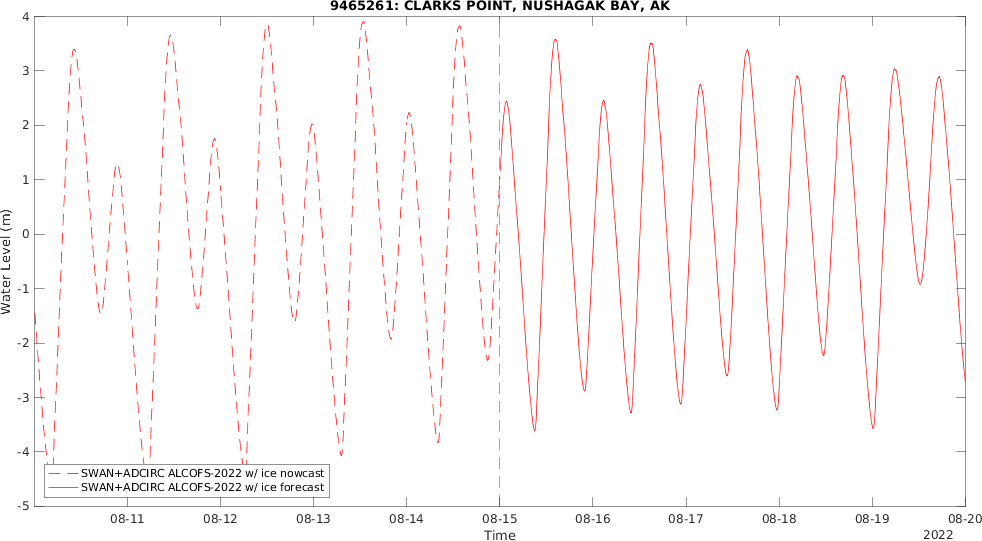 9465261: CLARKS POINT, NUSHAGAK BAY, AK
4
3
2
1
0
-1
-2
-3
-4
-5
Water Level (m)
SWAN+ADCIRC ALCOFS-2022 w/ ice nowcast
SWAN+ADCIRC ALCOFS-2022 w/ ice forecast
08-11 08-12 08-13 08-14 08-15 08-16 08-17 08-18 08-19 08-20
Time
2022